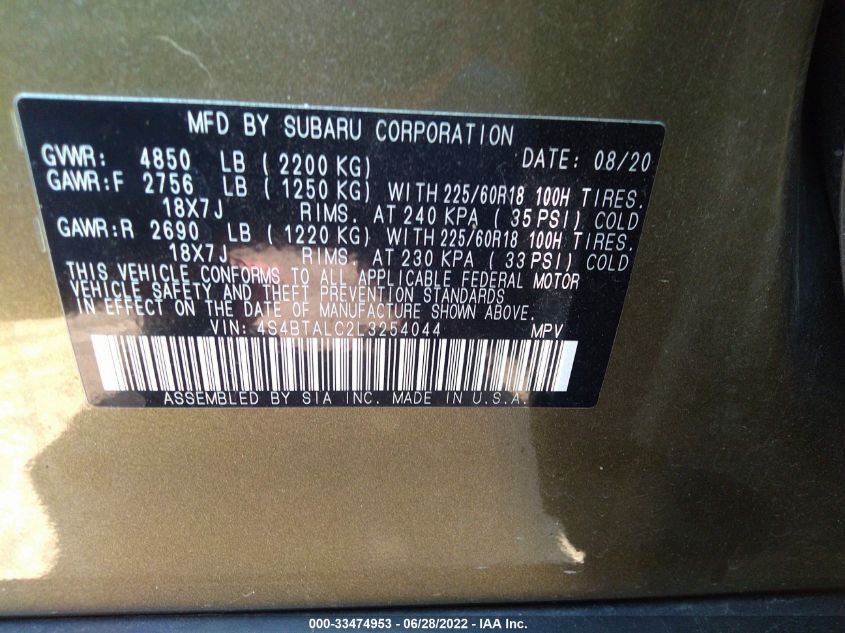 MFD BY SUBARU CORPORATION
GVWR: 4850 LB ( 2200 KG) DATE: 08/20
GAWR:F 2756 LB ( 1250 KG) WITH 225/60R18 100H TIRES.
18X7J RIMS. AT 240 KPA ( 35 PSI) COLD
GAWR:R 2690 LB ( 1220 KG) WITH 225/60R18 100H TIRES.
18X7J RIMS. AT 230 KPA ( 33 PSI) COLD
THIS VEHICLE CONFORMS TO ALL APPLICABLE FEDERAL MOTOR
VEHICLE SAFETY AND THEFT PREVENTION STANDARDS
IN EFFECT ON THE DATE OF MANUFACTURE SHOWN ABOVE.
VIN: 4S4BTALC2L3254044 MPV
ASSEMBLED BY SIA INC. MADE IN U.S.A.
000-33474953 - 06/28/2022 - IAA Inc.